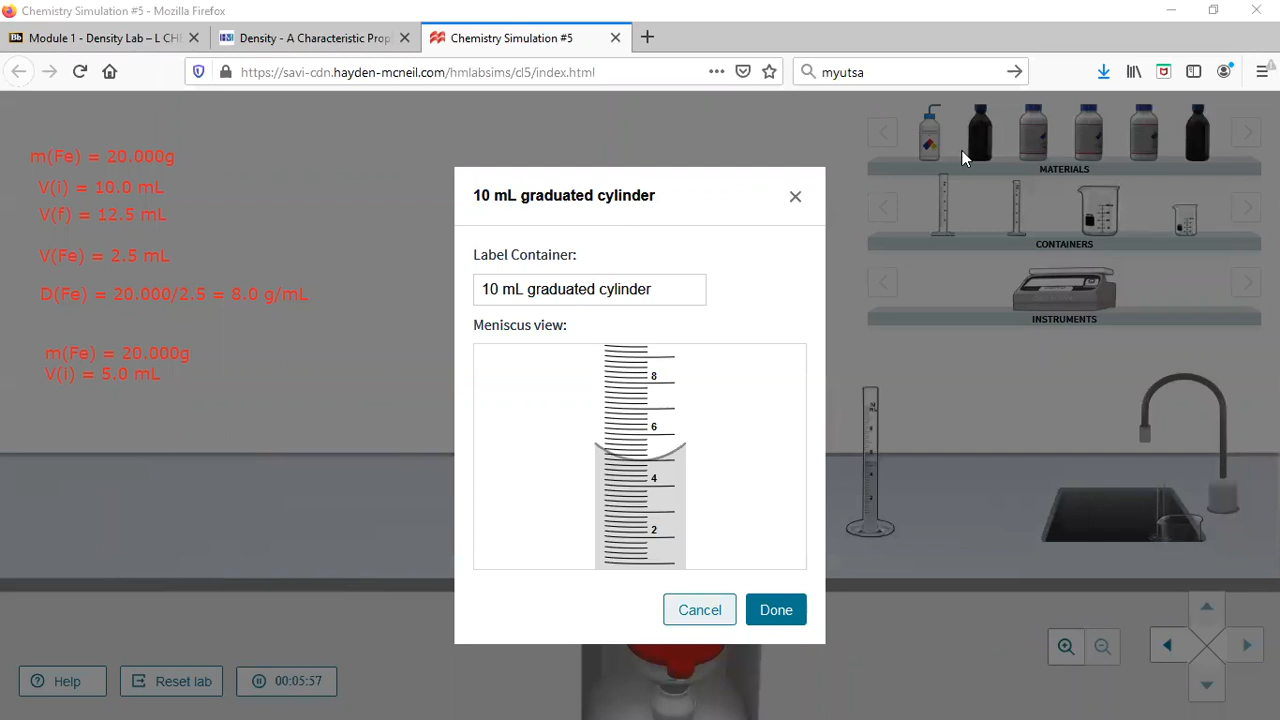 Chemistry Simulation #5 - Mozilla Firefox
Bb Module 1 - Density Lab – L CH
Density - A Characteristic Prop
Chemistry Simulation #5
https://savi-cdn.hayden-mcneil.com/hmlabsims/cl5/index.html
myutsa
m(Fe) = 20.000g
V(i) = 10.0 mL
V(f) = 12.5 mL
V(Fe) = 2.5 mL
D(Fe) = 20.000/2.5 = 8.0 g/mL
m(Fe) = 20.000g
V(i) = 5.0 mL
10 mL graduated cylinder
Label Container:
10 mL graduated cylinder
Meniscus view:
8
6
4
2
Cancel
Done
MATERIALS
CONTAINERS
INSTRUMENTS
Help
Reset lab
00:05:57